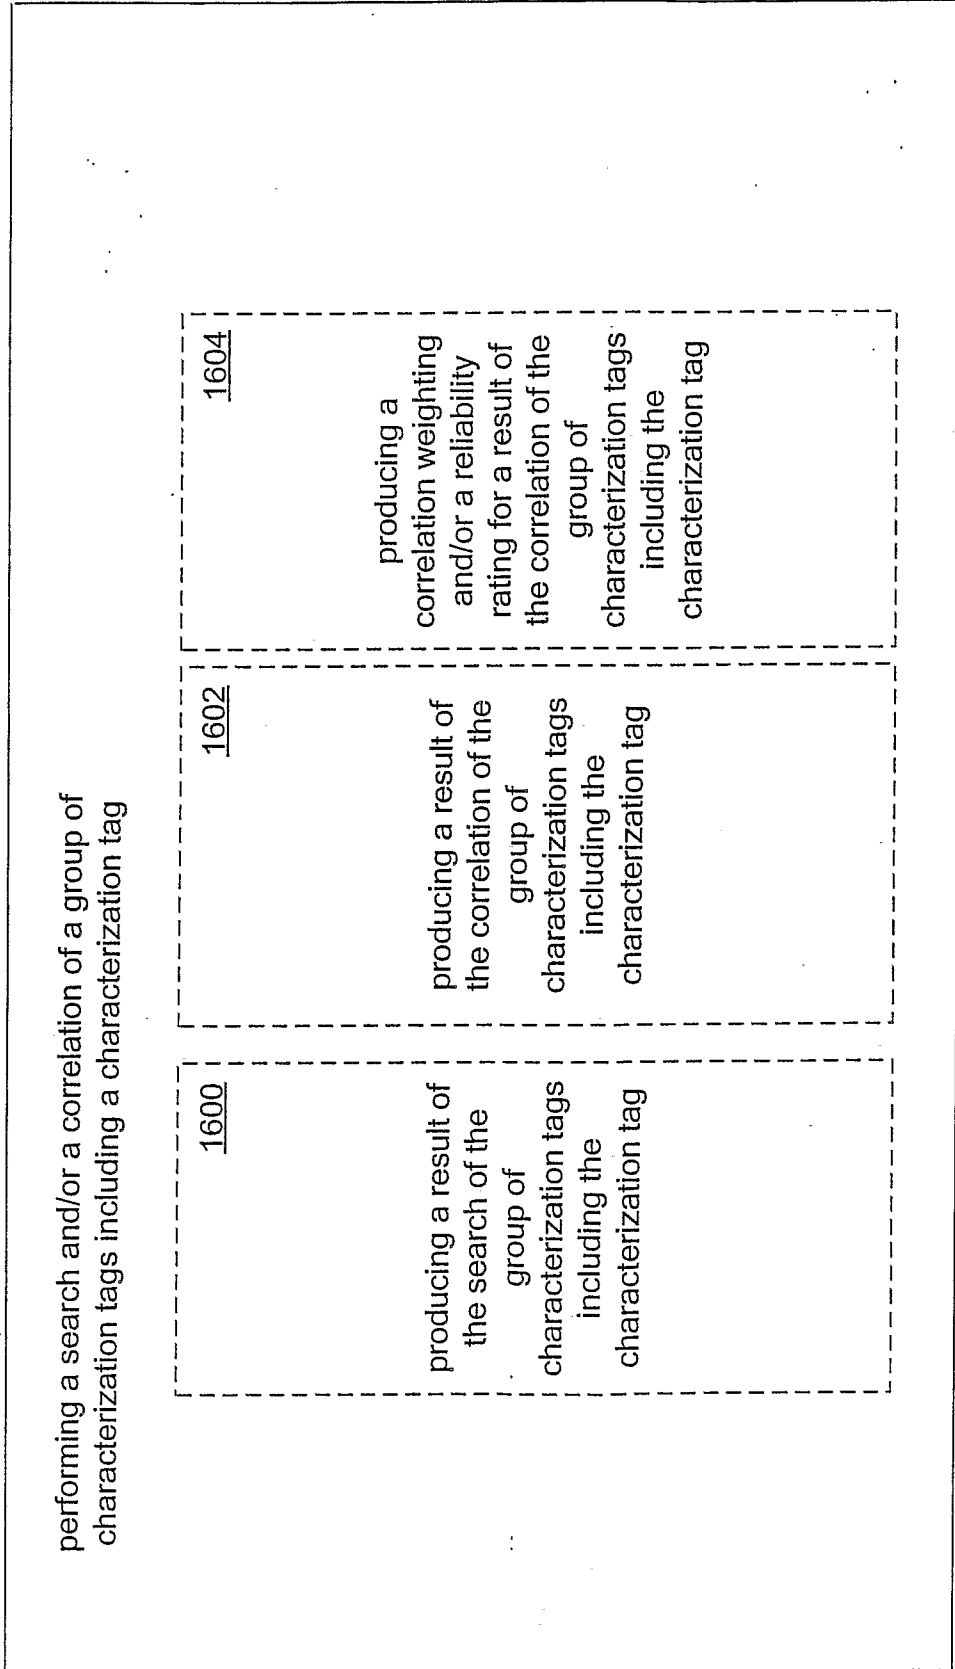 performing a search and/or a correlation of a group of
characterization tags including a characterization tag
1600
producing a result of
the search of the
group of
characterization tags
including the
characterization tag
1602
producing a result of
the correlation of the
group of
characterization tags
including the
characterization tag
1604
producing a
correlation weighting
and/or a reliability
rating for a result of
the correlation of the
group of
characterization tags
including the
characterization tag